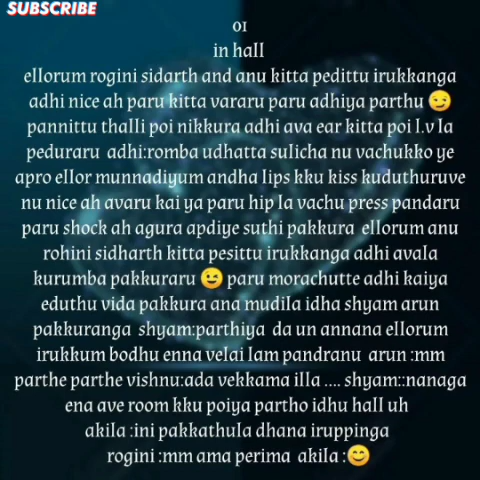 SUBSCRIBE
01
in hall
ellorum rogini sidarth and anu kitta pedittu irukkanga
adhi nice ah paru kitta vararu paru adhiya parthu 😏
pannittu thalli poi nikkura adhi ava ear kitta poi l.v la
peduraru adhi:romba udhatta sulicha nu vachukko ye
apro ellor munnadiyum andha lips kku kiss kuduthuruve
nu nice ah avaru kai ya paru hip la vachu press pandaru
paru shock ah agura apdiye suthi pakkura ellorum anu
rohini sidharth kitta pesittu irukkanga adhi avala
kurumba pakkuraru 😉 paru morachutte adhi kaiya
eduthu vida pakkura ana mudila idha shyam arun
pakkuranga shyam:parthiya da un annana ellorum
irukkum bodhu enna velai lam pandranu arun :mm
parthe parthe vishnu:ada vekkama illa .... shyam::nanaga
ena ave room kku poiya partho idhu hall uh
akila :ini pakkathula dhana iruppinga
rogini :mm ama perima akila :😊